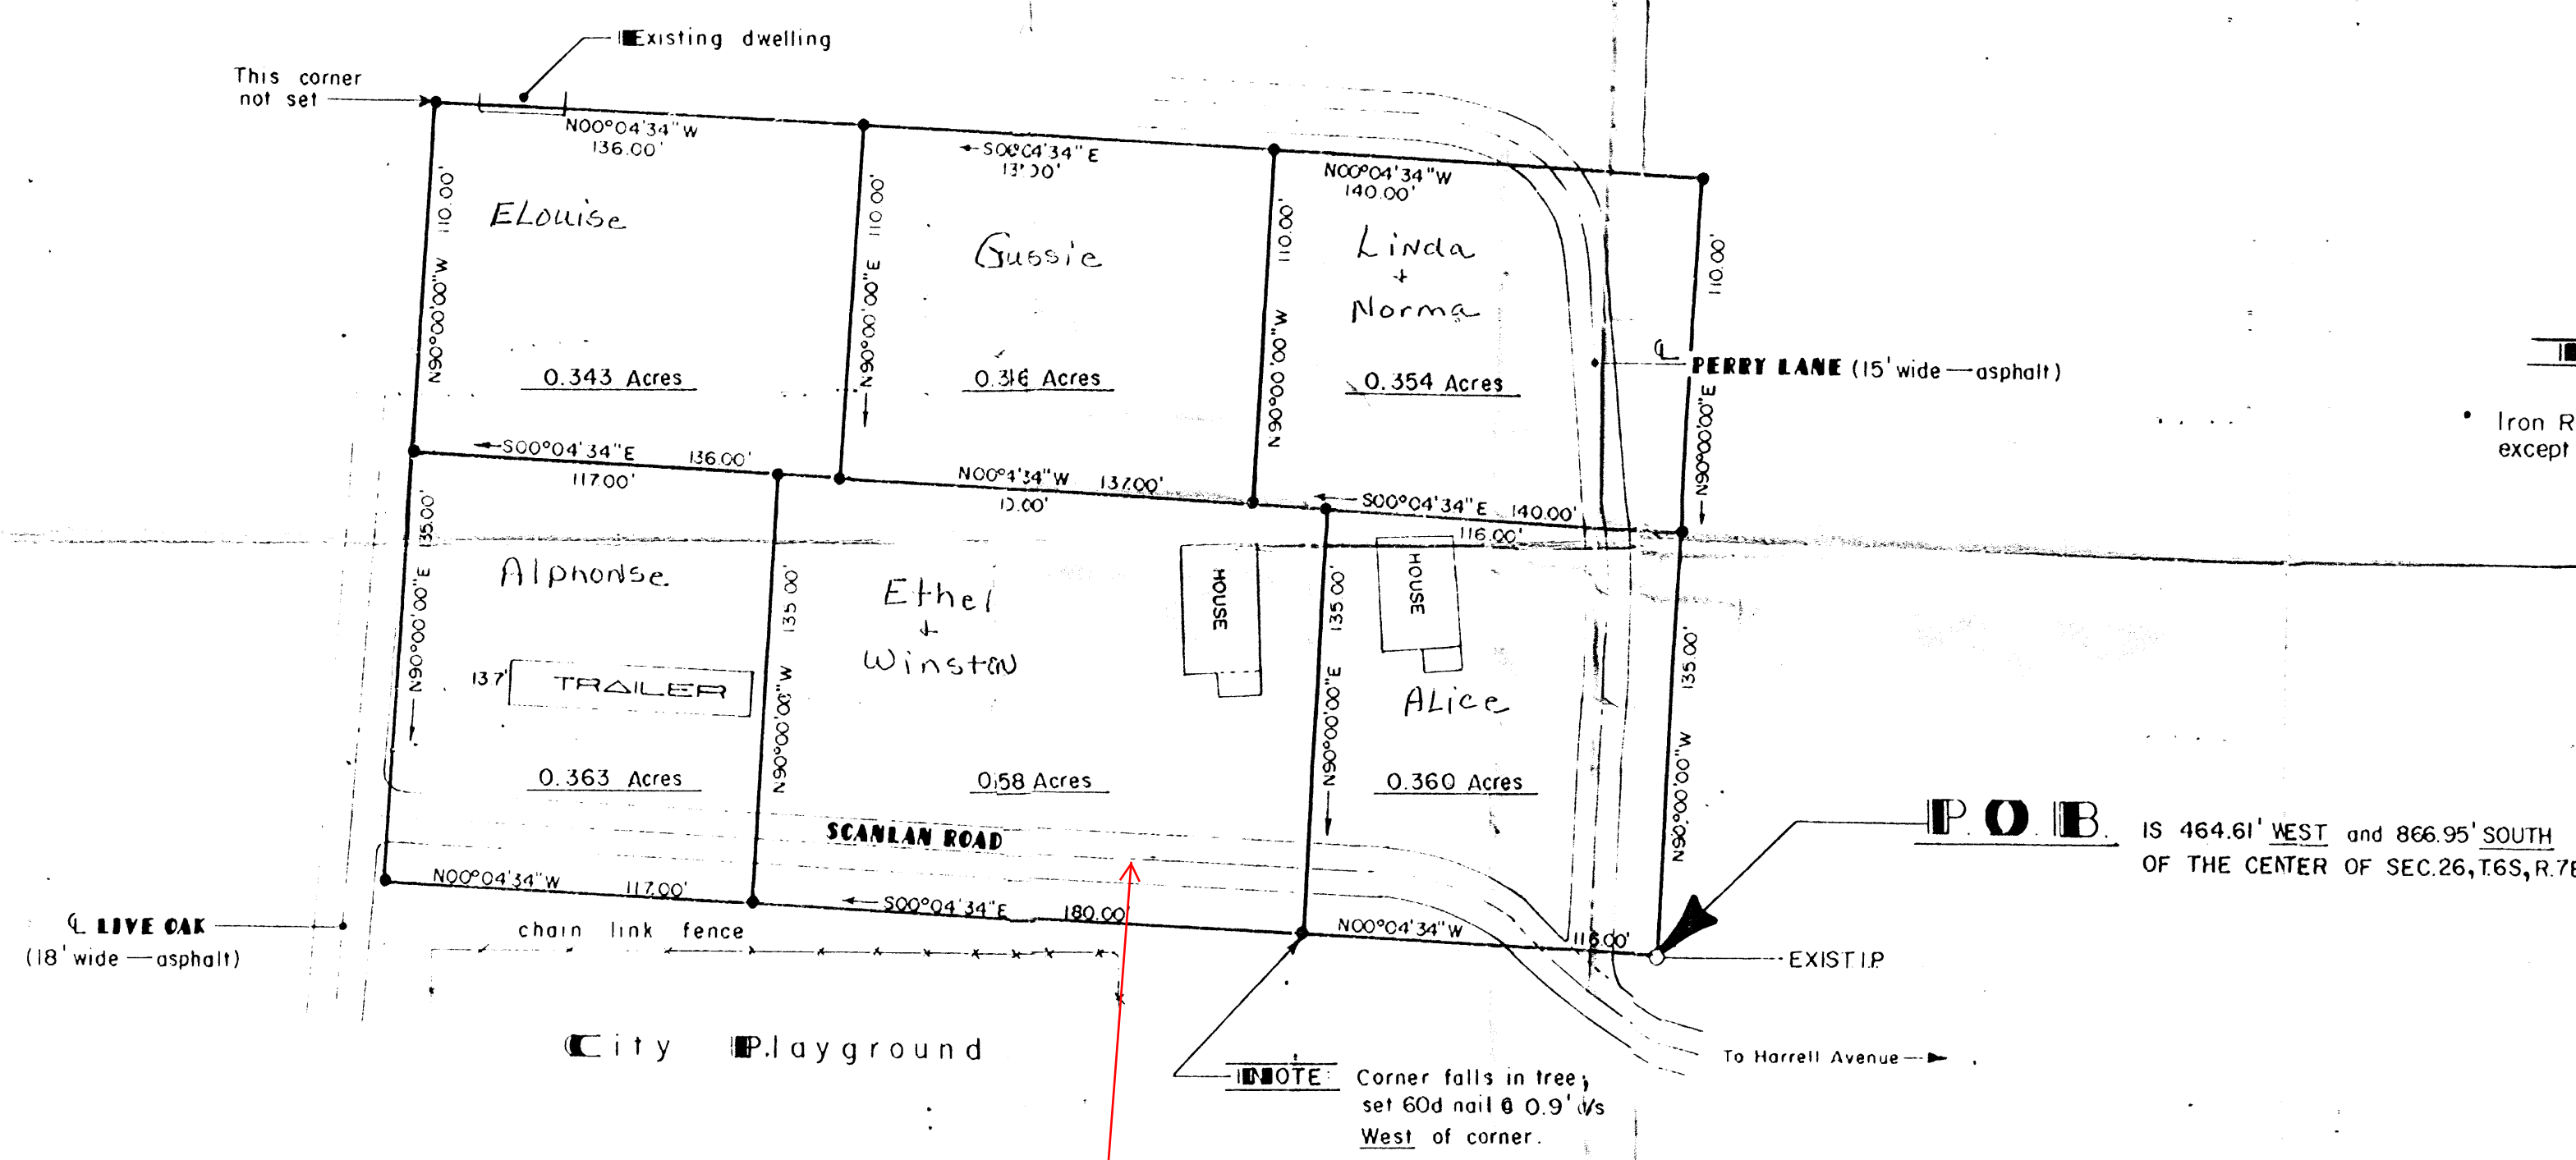 Existing dwelling
This corner
not set
N00°04'34"W
136.00'
S00°04'34"E
N00°04'34"W
140.00'
110.00'
N90°00'00"W
110.00'
N90°00'00"E
110.00'
N90°00'00"W
110.00'
N90°00'00"E
ELouise
Gussie
Linda
+
Norma
0.343 Acres
0.316 Acres
0.354 Acres
℄ PERRY LANE (15' wide — asphalt)
• Iron R
except
S00°04'34"E 136.00'
117.00'
N00°4'34"W 137.00'
S00°04'34"E 140.00'
116.00'
135.00'
N90°00'00"E
135.00'
N90°00'00"W
135.00'
N90°00'00"E
135.00'
N90°00'00"W
Alphonse
Ethel
+
Winston
HOUSE
HOUSE
ALice
13.7'
TRAILER
0.363 Acres
0.58 Acres
0.360 Acres
SCANLAN ROAD
P.O.B. IS 464.61' WEST and 866.95' SOUTH
OF THE CENTER OF SEC.26,T.6S,R.7E
N00°04'34"W 117.00'
S00°04'34"E 180.00'
N00°04'34"W 116.00'
℄ LIVE OAK
(18' wide — asphalt)
chain link fence
EXIST. I.P.
City Playground
To Harrell Avenue
NOTE: Corner falls in tree;
set 60d nail @ 0.9'
West of corner.